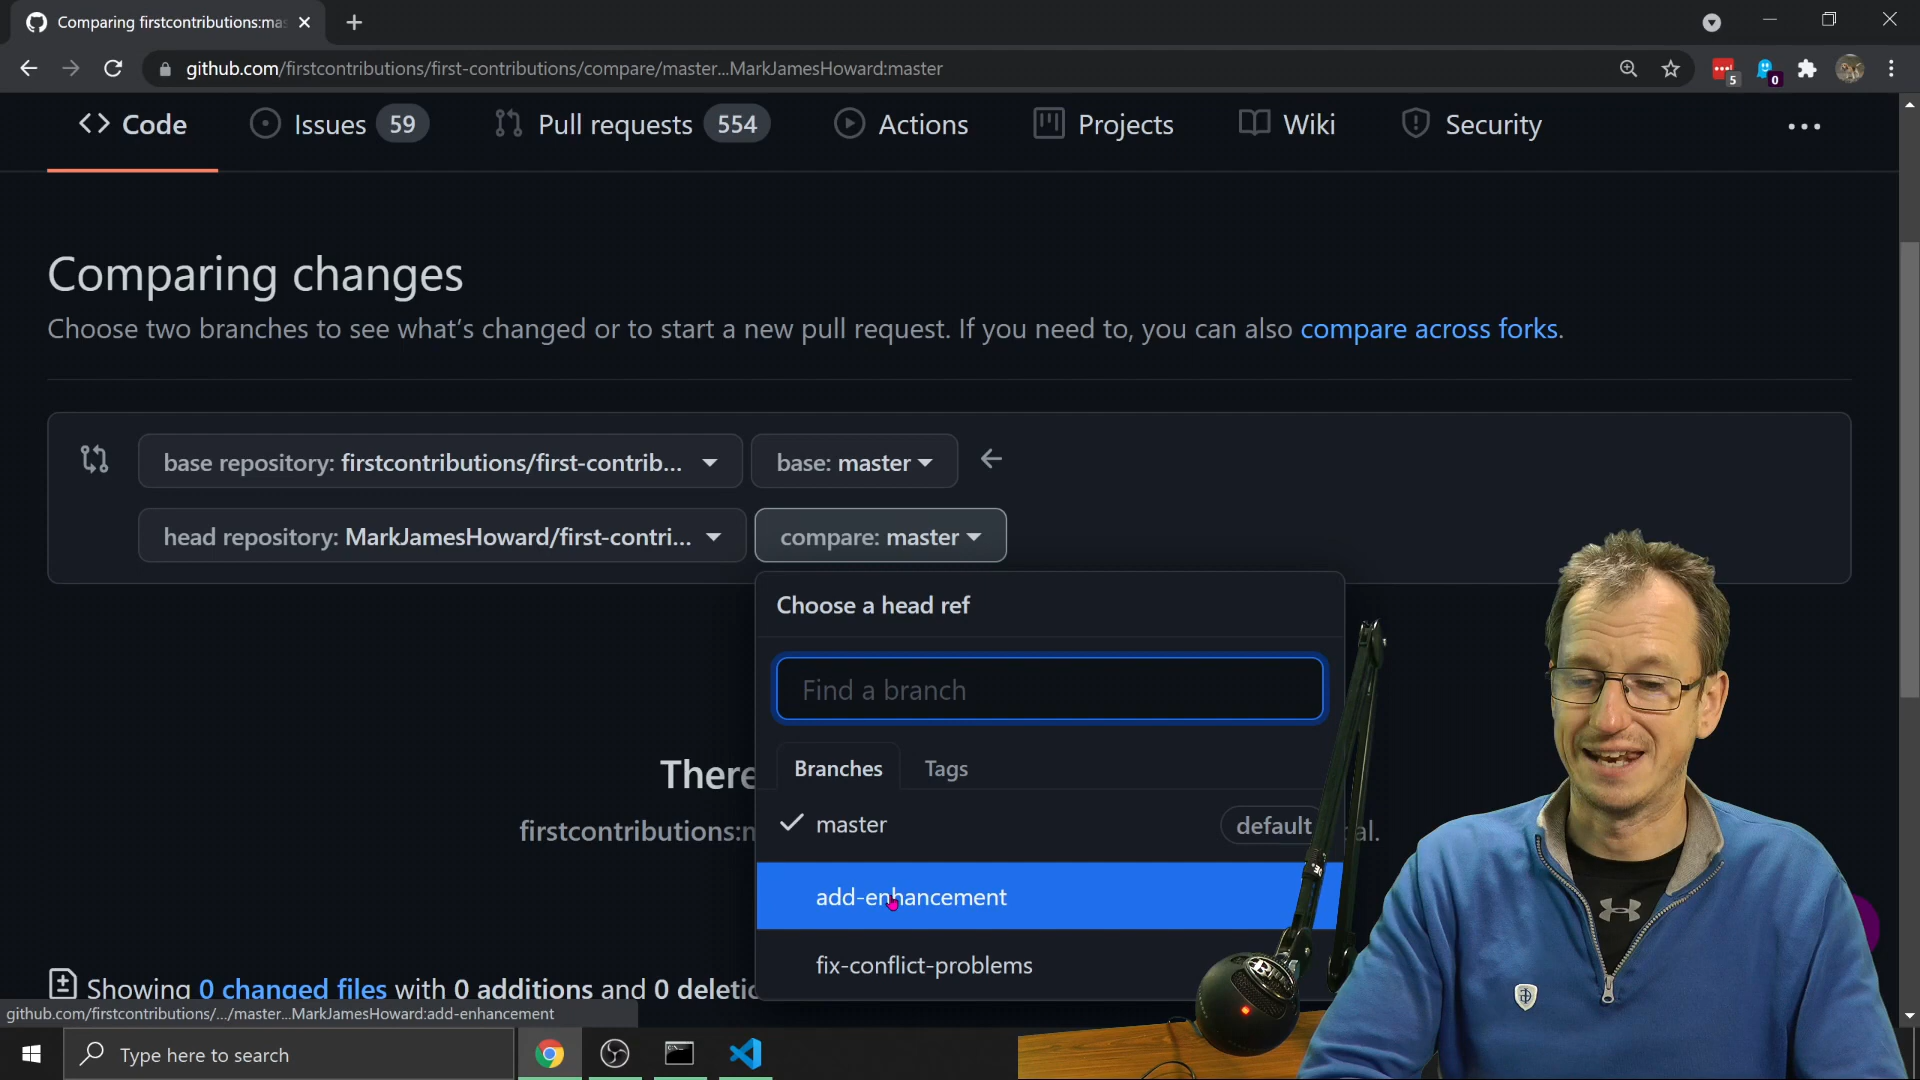 Comparing firstcontributions:mas
github.com/firstcontributions/first-contributions/compare/master...MarkJamesHoward:master
5
0
Code
Issues 59
Pull requests 554
Actions
Projects
Wiki
Security
Comparing changes
Choose two branches to see what's changed or to start a new pull request. If you need to, you can also compare across forks.
base repository: firstcontributions/first-contrib...
base: master
head repository: MarkJamesHoward/first-contri...
compare: master
Choose a head ref
Find a branch
There
Branches
Tags
master
default
firstcontributions:m
al.
add-enhancement
fix-conflict-problems
Showing 0 changed files with 0 additions and 0 deletic
github.com/firstcontributions/.../master...MarkJamesHoward:add-enhancement
Type here to search